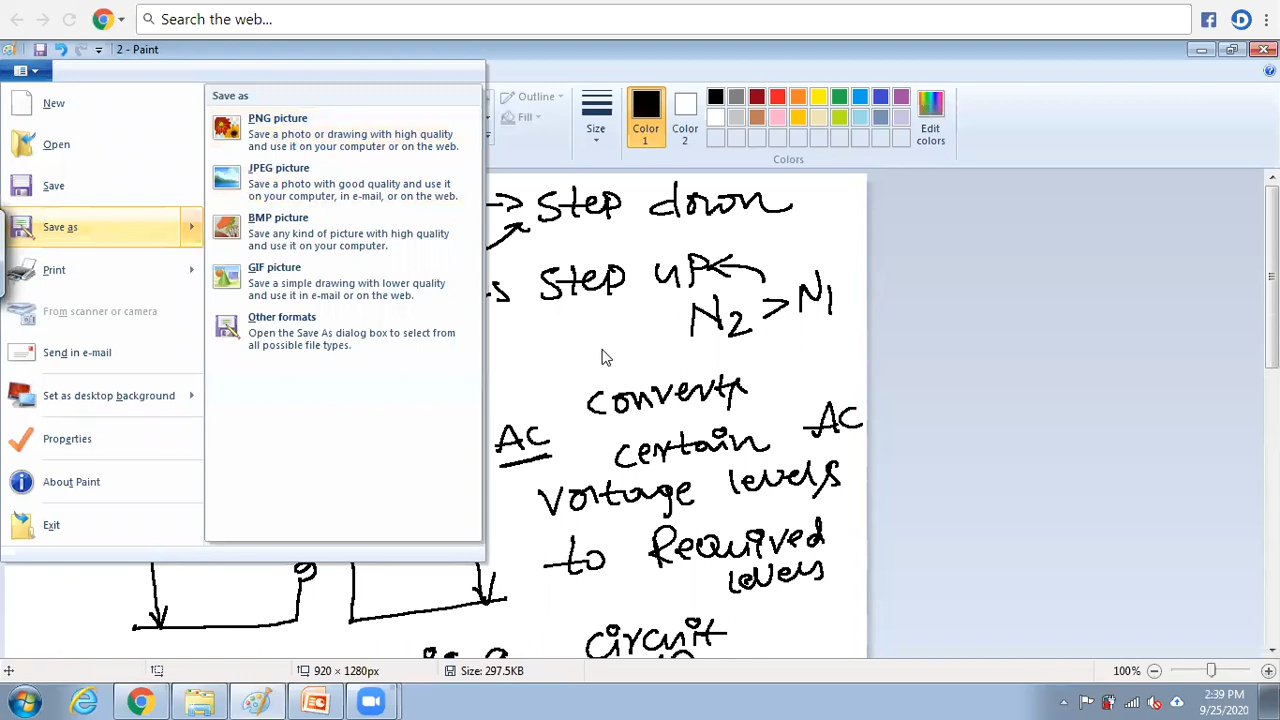 Search the web...
2 - Paint
New
Open
Save
Save as
Print
From scanner or camera
Send in e-mail
Set as desktop background
Properties
About Paint
Exit
Save as
PNG picture
Save a photo or drawing with high quality
and use it on your computer or on the web.
JPEG picture
Save a photo with good quality and use it
on your computer, in e-mail, or on the web.
BMP picture
Save any kind of picture with high quality
and use it on your computer.
GIF picture
Save a simple drawing with lower quality
and use it in e-mail or on the web.
Other formats
Open the Save As dialog box to select from
all possible file types.
Outline
Fill
Size
Color
1
Color
2
Edit
colors
Colors
→ step down
s step up ←
N2 > N1
AC
converts
certain AC
voltage levels
to Required
levels
is a circuit
920 × 1280px
Size: 297.5KB
100%
2:39 PM
9/25/2020